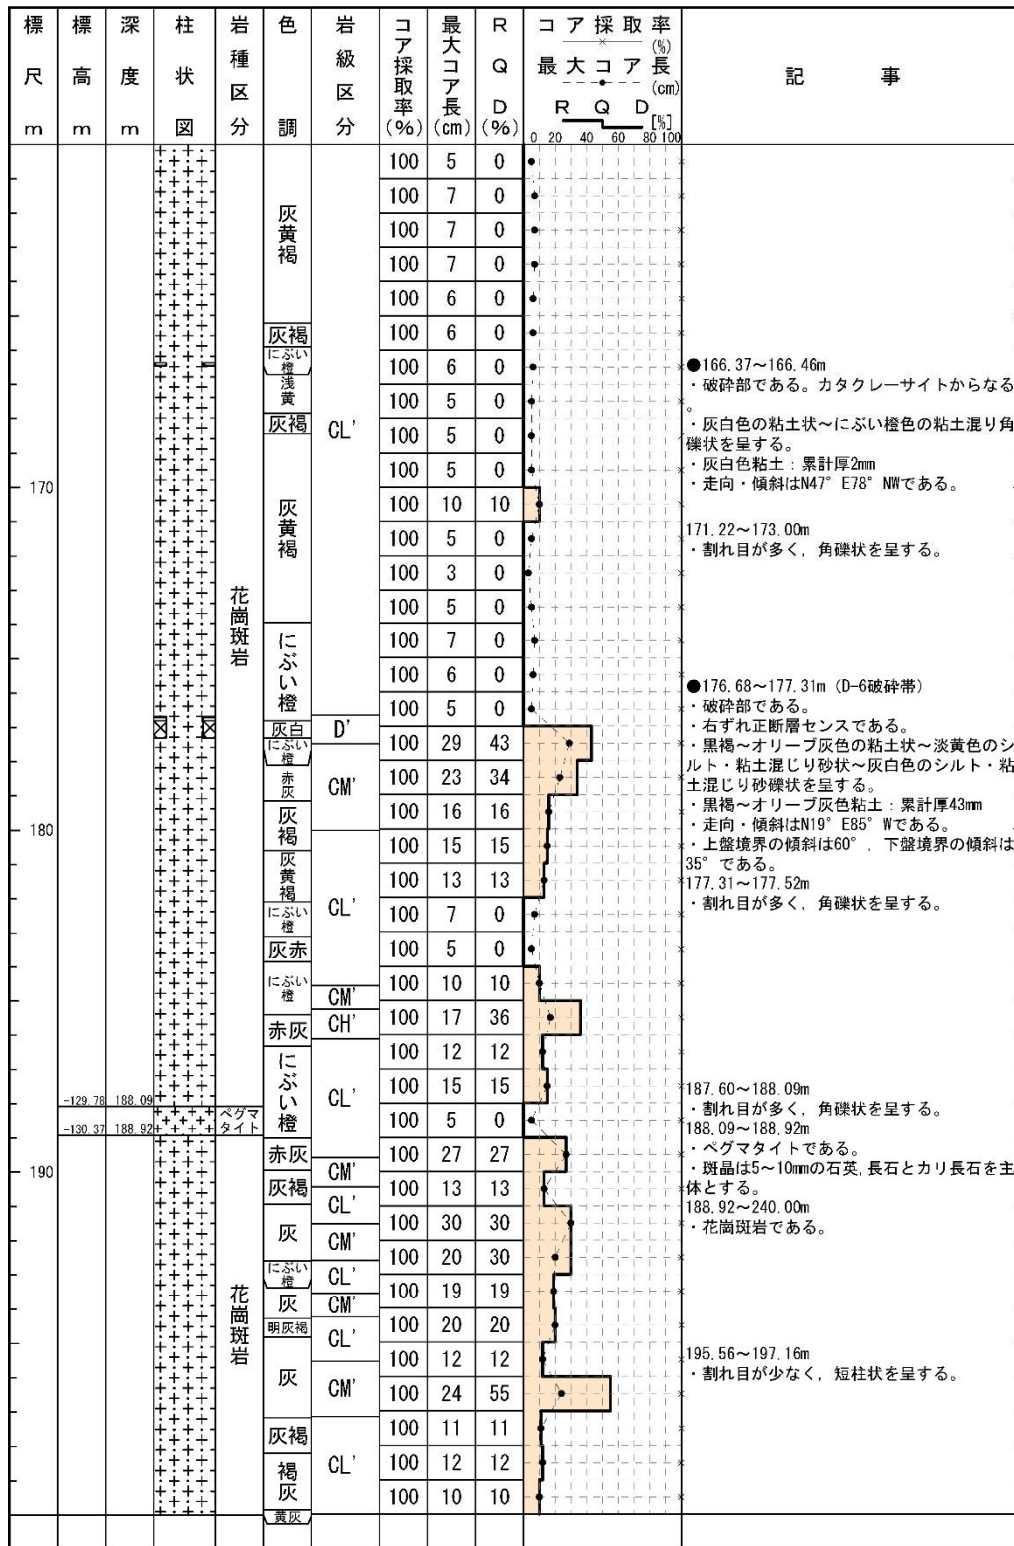 標尺m
標高m
深度m
柱状図
岩種区分
色調
岩級区分
コア採取率(%)
最大コア長(cm)
RQD(%)
コア採取率(%)
最大コア長(cm)
RQD[%]
0 20 40 60 80 100
記事
170
180
190
-129.78 188.09
-130.37 188.92
花崗斑岩
ペグマタイト
花崗斑岩
灰黄褐
灰褐
にぶい橙
浅黄
灰褐
灰黄褐
にぶい橙
灰白
にぶい橙
赤灰
灰褐
灰黄褐
にぶい橙
灰赤
にぶい橙
赤灰
にぶい橙
赤灰
灰褐
灰
にぶい橙
灰
明灰褐
灰
灰褐
褐灰
黄灰
CL'
D'
CM'
CL'
CM'
CH'
CL'
CM'
CL'
CM'
CL'
CM'
CL'
CM'
CL'
100 5 0
100 7 0
100 7 0
100 7 0
100 6 0
100 6 0
100 6 0
100 5 0
100 5 0
100 5 0
100 10 10
100 5 0
100 3 0
100 5 0
100 7 0
100 6 0
100 5 0
100 29 43
100 23 34
100 16 16
100 15 15
100 13 13
100 7 0
100 5 0
100 10 10
100 17 36
100 12 12
100 15 15
100 5 0
100 27 27
100 13 13
100 30 30
100 20 30
100 19 19
100 20 20
100 12 12
100 24 55
100 11 11
100 12 12
100 10 10
●166.37～166.46m
・破砕部である。カタクレーサイトからなる
。
・灰白色の粘土状～にぶい橙色の粘土混り角
礫状を呈する。
・灰白色粘土：累計厚2mm
・走向・傾斜はN47°E78°NWである。
171.22～173.00m
・割れ目が多く，角礫状を呈する。
●176.68～177.31m (D-6破砕帯)
・破砕部である。
・右ずれ正断層センスである。
・黒褐～オリーブ灰色の粘土状～淡黄色のシ
ルト・粘土混じり砂状～灰白色のシルト・粘
土混じり砂礫状を呈する。
・黒褐～オリーブ灰色粘土：累計厚43mm
・走向・傾斜はN19°E85°Wである。
・上盤境界の傾斜は60°，下盤境界の傾斜は
35°である。
177.31～177.52m
・割れ目が多く，角礫状を呈する。
187.60～188.09m
・割れ目が多く，角礫状を呈する。
188.09～188.92m
・ペグマタイトである。
・斑晶は5～10mmの石英,長石とカリ長石を主
体とする。
188.92～240.00m
・花崗斑岩である。
195.56～197.16m
・割れ目が少なく，短柱状を呈する。